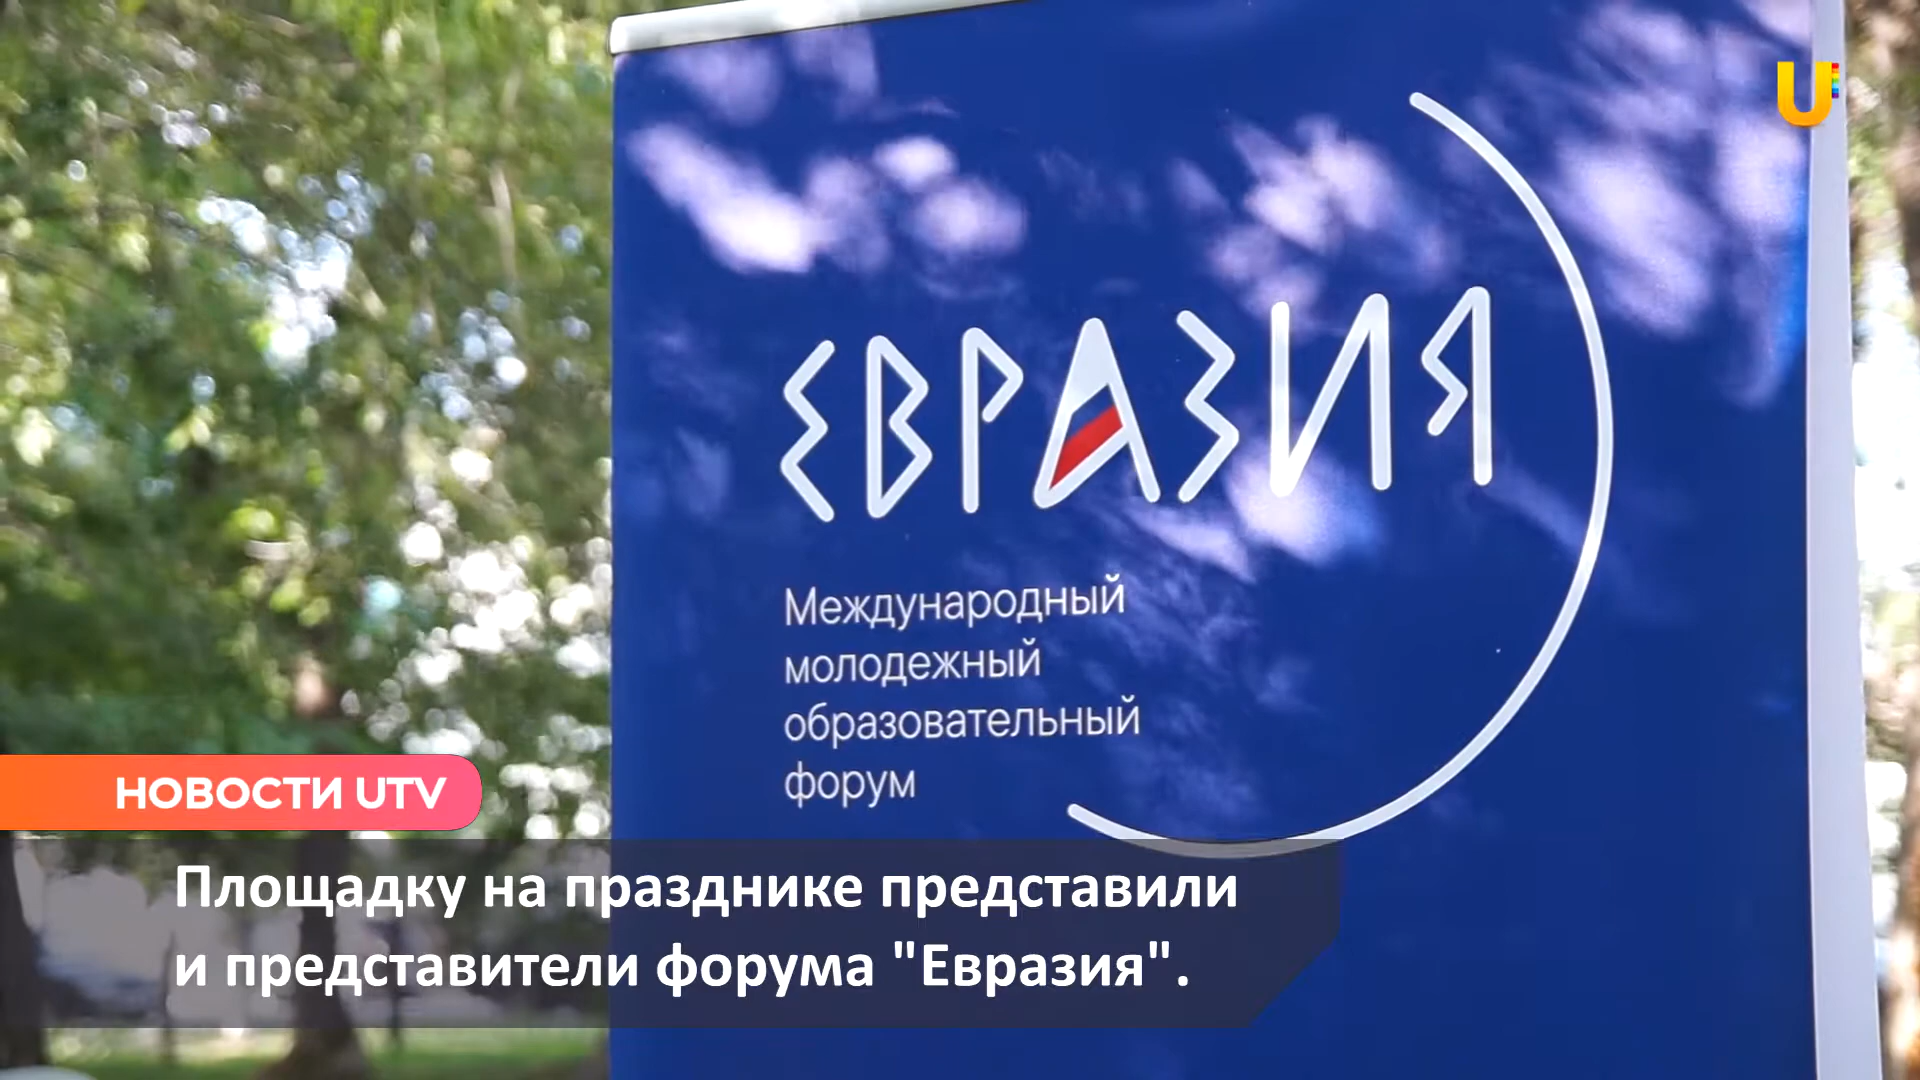 U
ЕВРАЗИЯ
Международный
молодежный
образовательный
форум
НОВОСТИ UTV
Площадку на празднике представили
и представители форума "Евразия".